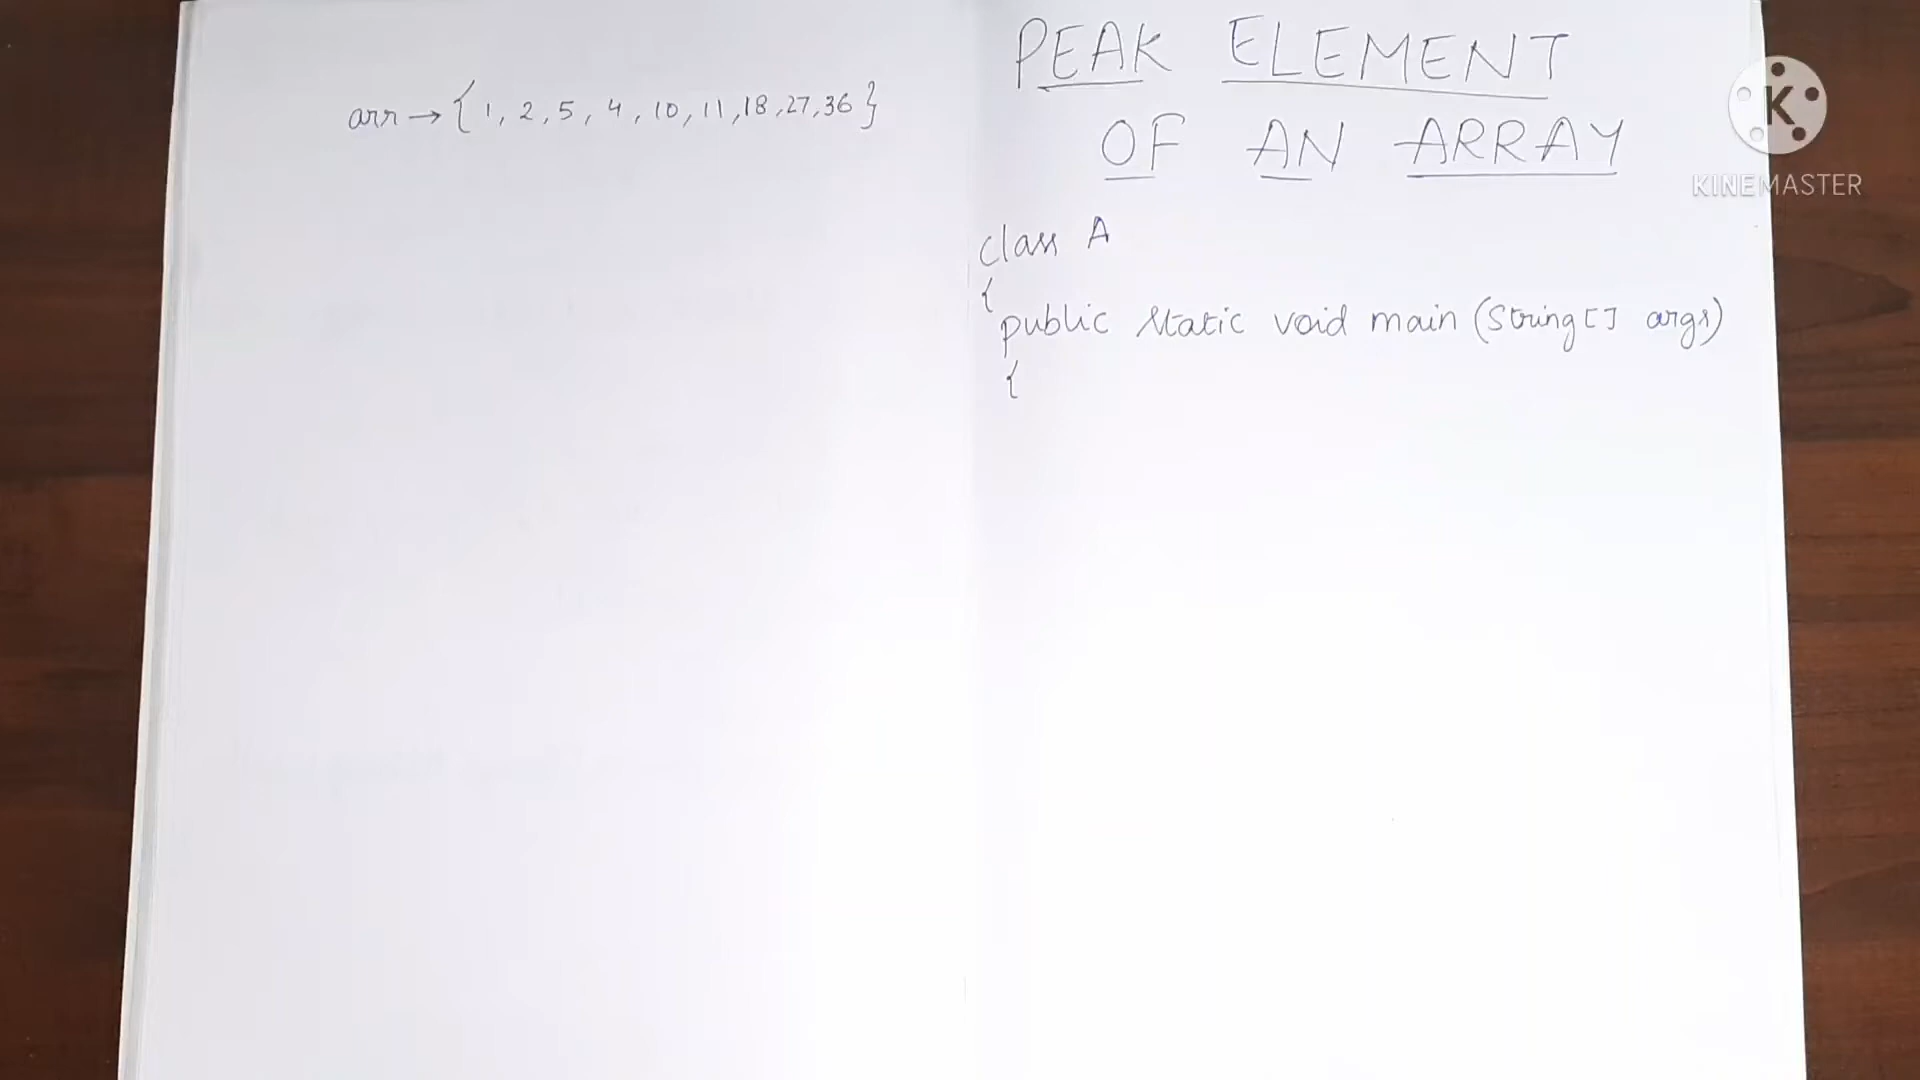 arr → { 1, 2, 5, 4, 10, 11, 18, 27, 36 }
PEAK ELEMENT
OF AN ARRAY
K
KINEMASTER
class A
{
public static void main (String[] args)
{